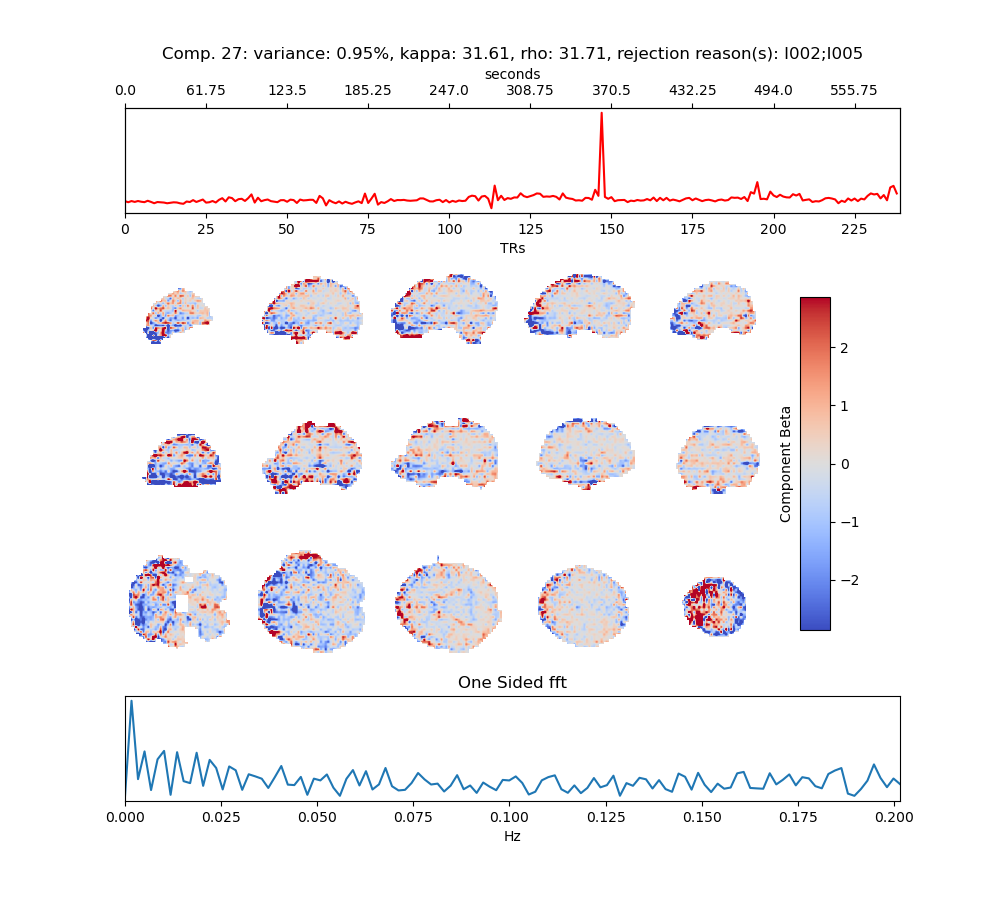 Comp. 27: variance: 0.95%, kappa: 31.61, rho: 31.71, rejection reason(s): I002;I005
seconds
0.0 61.75 123.5 185.25 247.0 308.75 370.5 432.25 494.0 555.75
0 25 50 75 100 125 150 175 200 225
TRs
2
1
0
−1
−2
Component Beta
One Sided fft
0.000 0.025 0.050 0.075 0.100 0.125 0.150 0.175 0.200
Hz